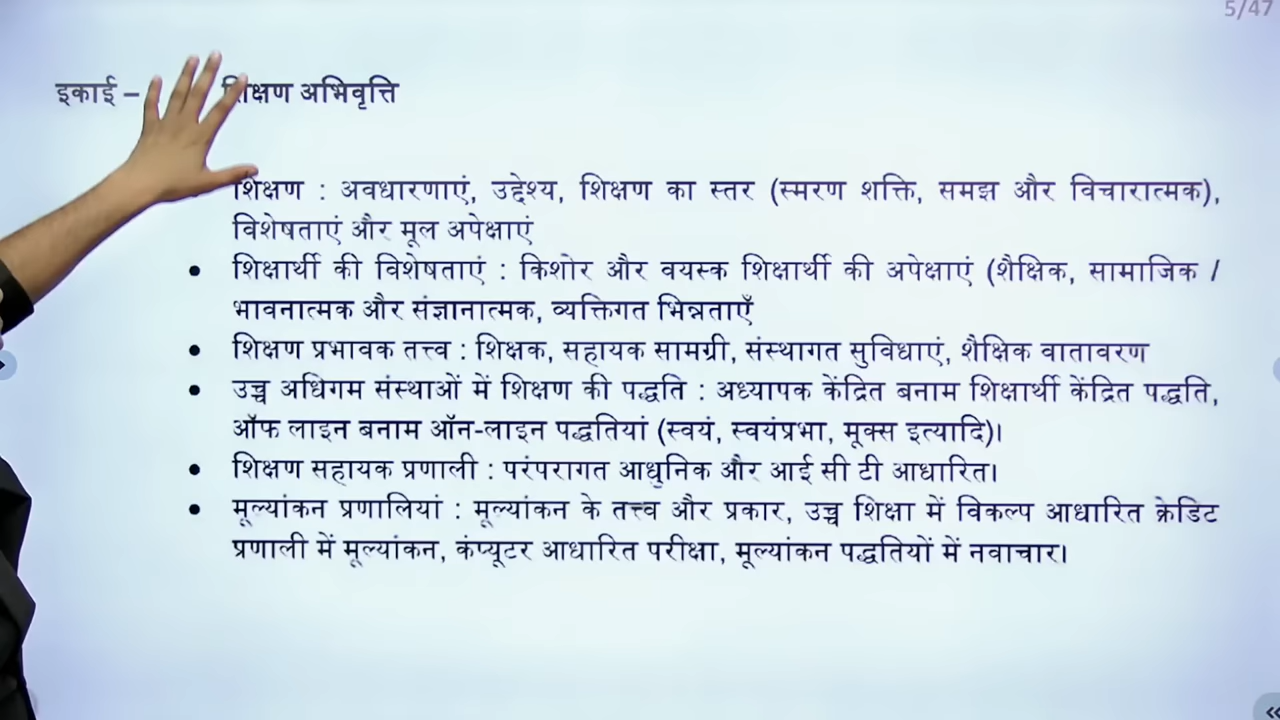 5/47
इकाई – शिक्षण अभिवृत्ति
शिक्षण : अवधारणाएं, उद्देश्य, शिक्षण का स्तर (स्मरण शक्ति, समझ और विचारात्मक),
विशेषताएं और मूल अपेक्षाएं
• शिक्षार्थी की विशेषताएं : किशोर और वयस्क शिक्षार्थी की अपेक्षाएं (शैक्षिक, सामाजिक /
भावनात्मक और संज्ञानात्मक, व्यक्तिगत भिन्नताएँ
• शिक्षण प्रभावक तत्त्व : शिक्षक, सहायक सामग्री, संस्थागत सुविधाएं, शैक्षिक वातावरण
• उच्च अधिगम संस्थाओं में शिक्षण की पद्धति : अध्यापक केंद्रित बनाम शिक्षार्थी केंद्रित पद्धति,
ऑफ लाइन बनाम ऑन-लाइन पद्धतियां (स्वयं, स्वयंप्रभा, मूक्स इत्यादि)।
• शिक्षण सहायक प्रणाली : परंपरागत आधुनिक और आई सी टी आधारित।
• मूल्यांकन प्रणालियां : मूल्यांकन के तत्त्व और प्रकार, उच्च शिक्षा में विकल्प आधारित क्रेडिट
प्रणाली में मूल्यांकन, कंप्यूटर आधारित परीक्षा, मूल्यांकन पद्धतियों में नवाचार।